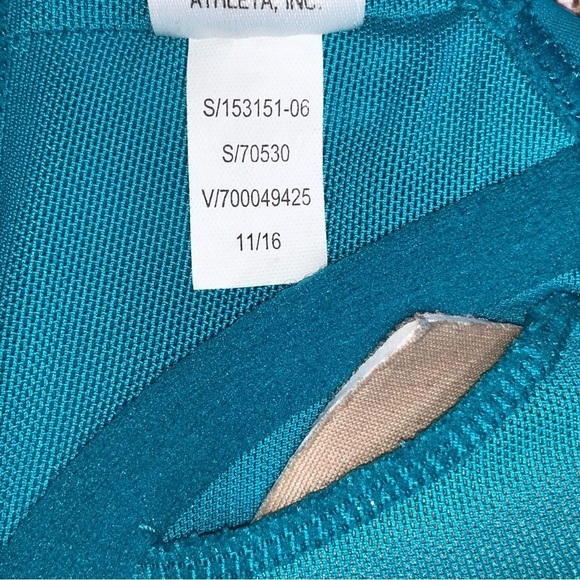 ATHLETA, INC.
S/153151-06
S/70530
V/700049425
11/16